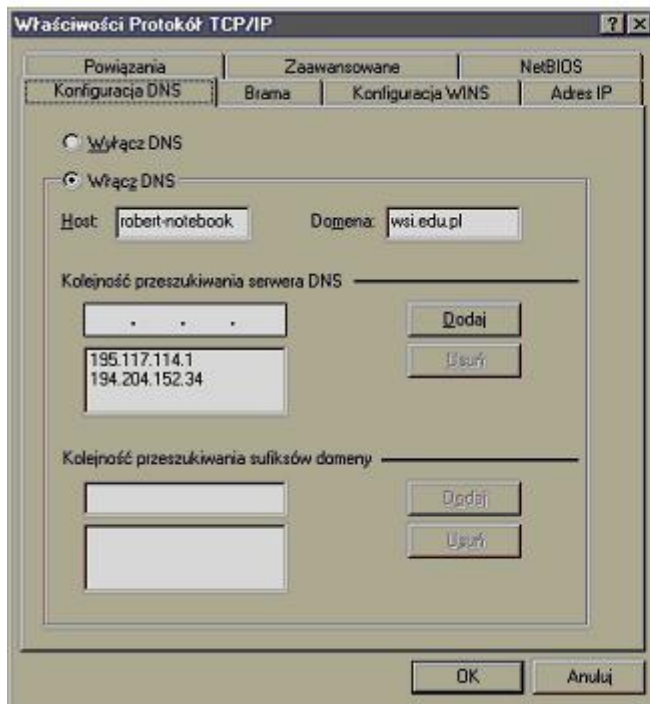 Właściwości Protokół TCP/IP
Powiązania Zaawansowane NetBIOS
Konfiguracja DNS Brama Konfiguracja WINS Adres IP
Wyłącz DNS
Włącz DNS
Host: robert-notebook Domena: wsi.edu.pl
Kolejność przeszukiwania serwera DNS
. . . Dodaj
195.117.114.1 Usuń
194.204.152.34
Kolejność przeszukiwania sufiksów domeny
Dodaj
Usuń
OK Anuluj